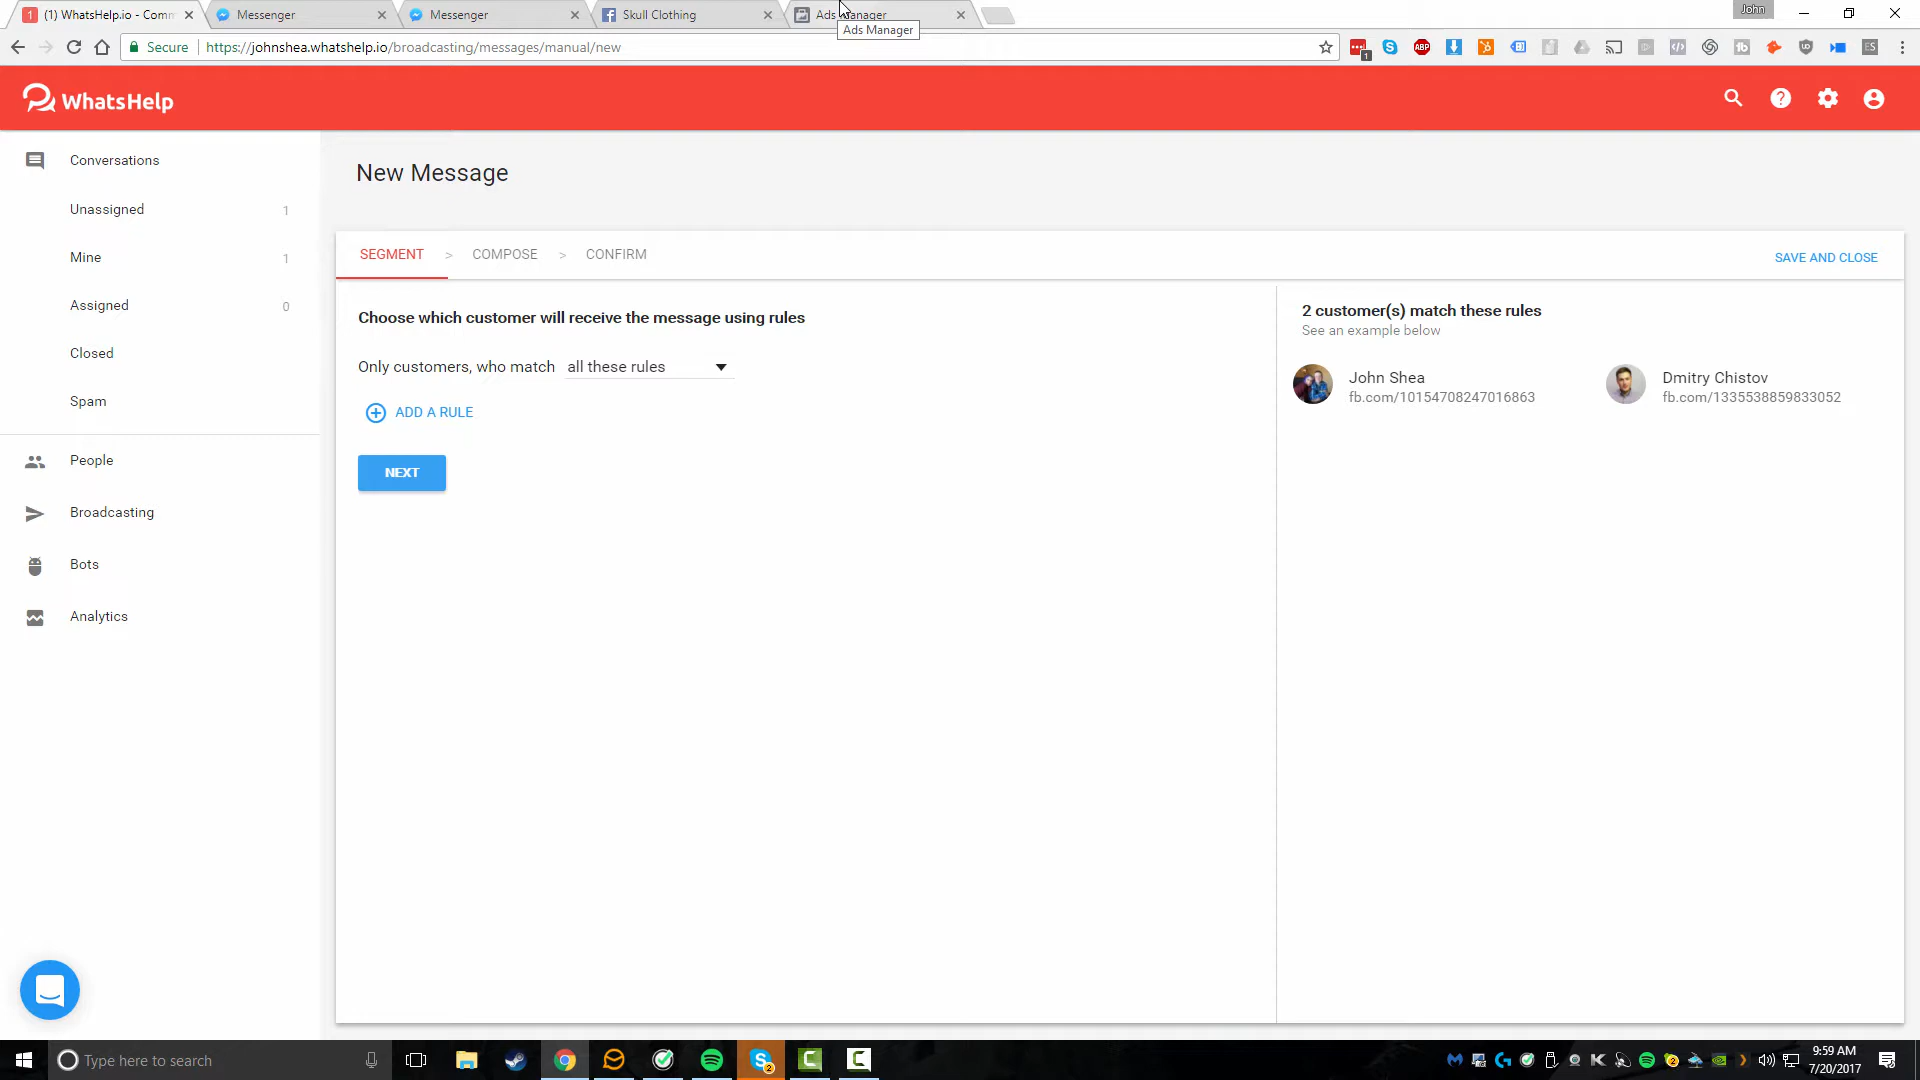 (1) WhatsHelp.io - Comm
Messenger
Messenger
Skull Clothing
Ads Manager
John
Ads Manager
Secure
https://johnshea.whatshelp.io/broadcasting/messages/manual/new
WhatsHelp
Conversations
Unassigned 1
Mine 1
Assigned 0
Closed
Spam
People
Broadcasting
Bots
Analytics
New Message
SEGMENT > COMPOSE > CONFIRM
SAVE AND CLOSE
Choose which customer will receive the message using rules
Only customers, who match all these rules
ADD A RULE
NEXT
2 customer(s) match these rules
See an example below
John Shea
fb.com/10154708247016863
Dmitry Chistov
fb.com/1335538859833052
Type here to search
9:59 AM
7/20/2017